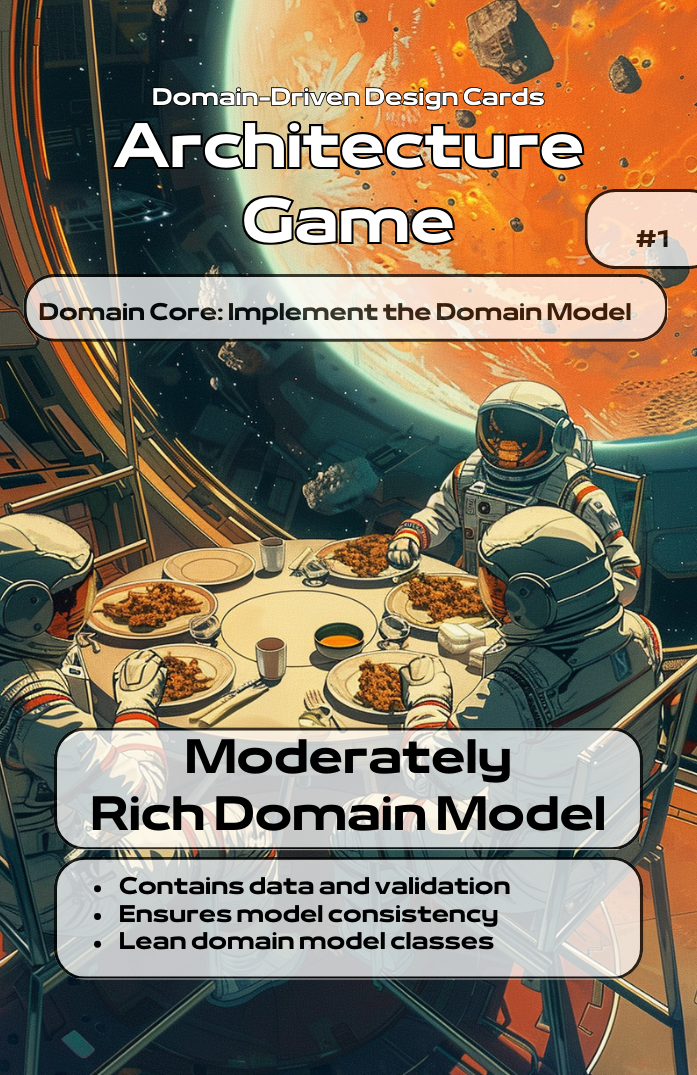 Domain-Driven Design Cards
Architecture
Game
#1
Domain Core: Implement the Domain Model
Moderately
Rich Domain Model
• Contains data and validation
• Ensures model consistency
• Lean domain model classes